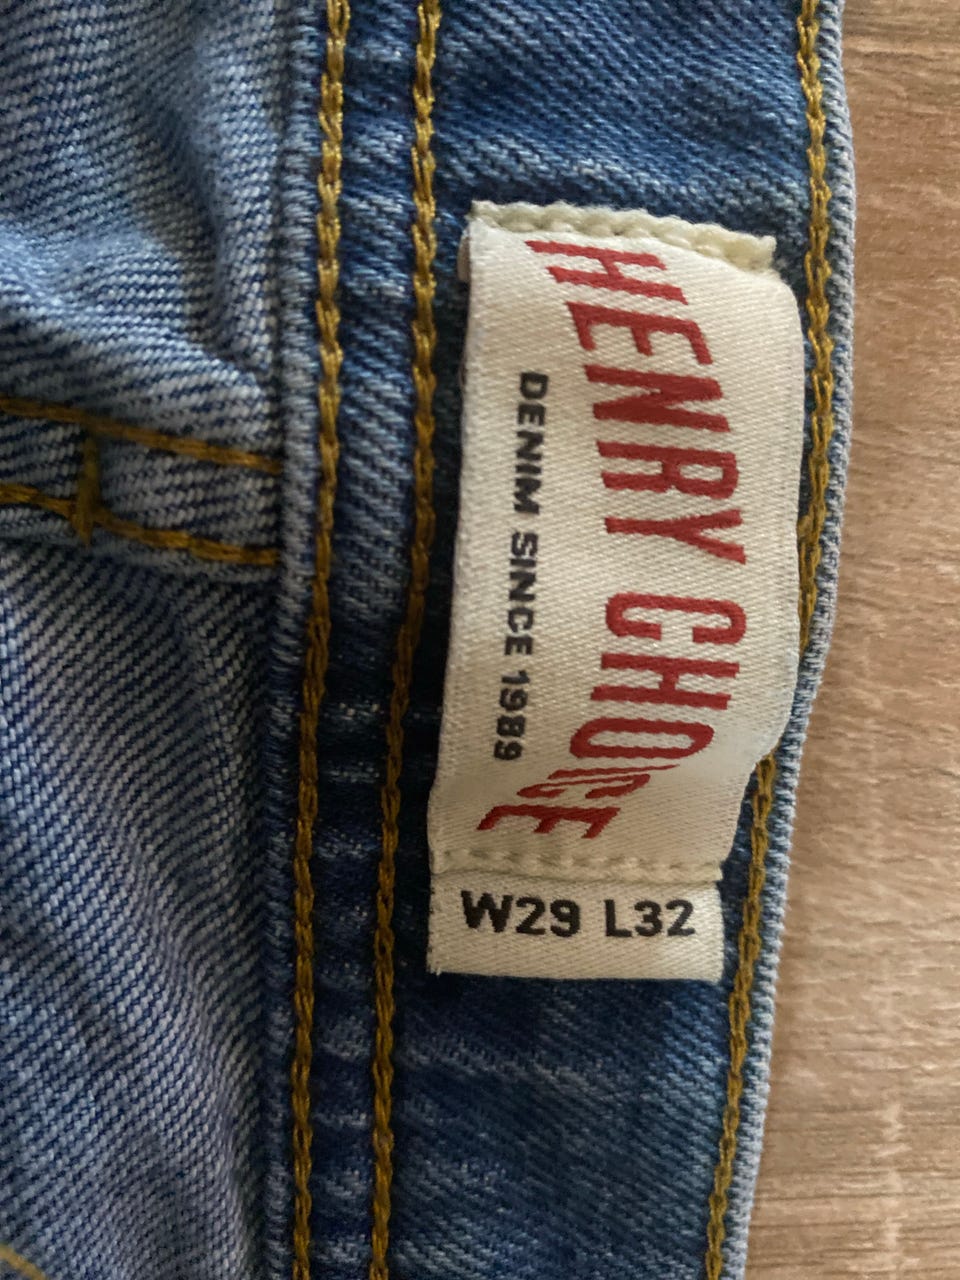 HENRY CHOICE
DENIM SINCE 1989
W29 L32